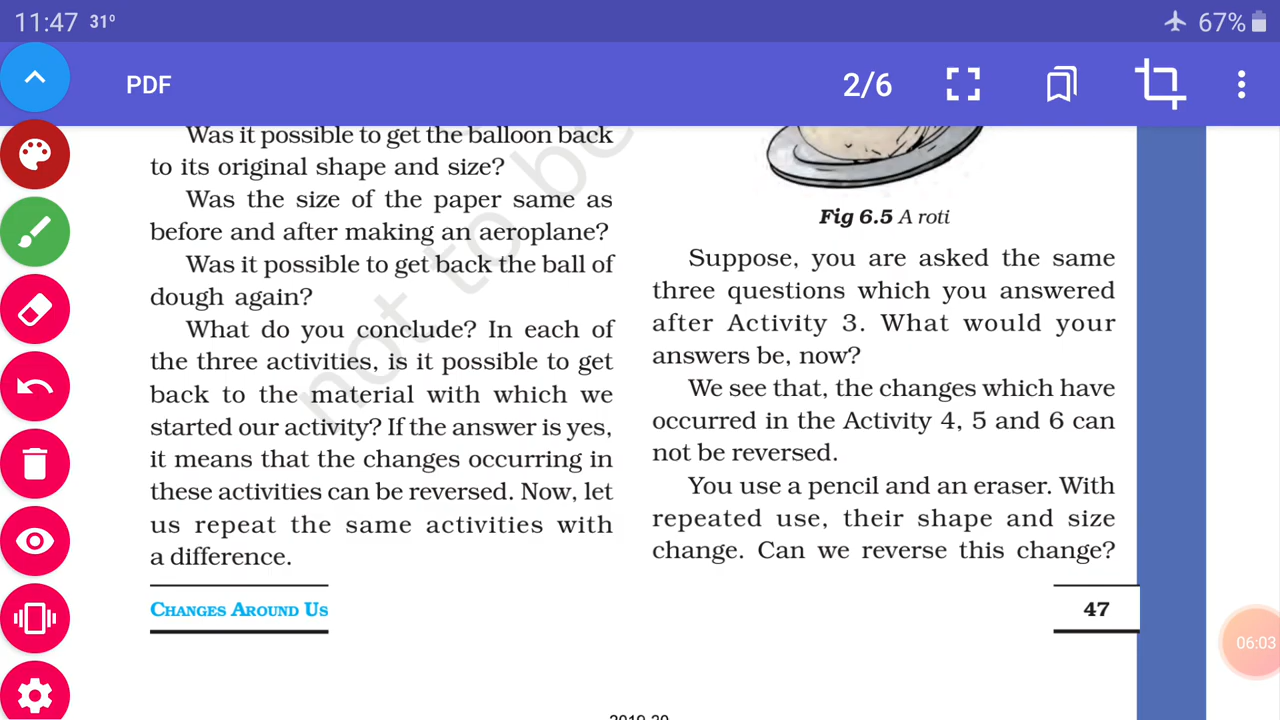 11:47 31°
67%
PDF
2/6
Was it possible to get the balloon back
to its original shape and size?
Was the size of the paper same as
before and after making an aeroplane?
Was it possible to get back the ball of
dough again?
What do you conclude? In each of
the three activities, is it possible to get
back to the material with which we
started our activity? If the answer is yes,
it means that the changes occurring in
these activities can be reversed. Now, let
us repeat the same activities with
a difference.
Fig 6.5 A roti
Suppose, you are asked the same
three questions which you answered
after Activity 3. What would your
answers be, now?
We see that, the changes which have
occurred in the Activity 4, 5 and 6 can
not be reversed.
You use a pencil and an eraser. With
repeated use, their shape and size
change. Can we reverse this change?
CHANGES AROUND US
47
06:03
2019-20
not to be